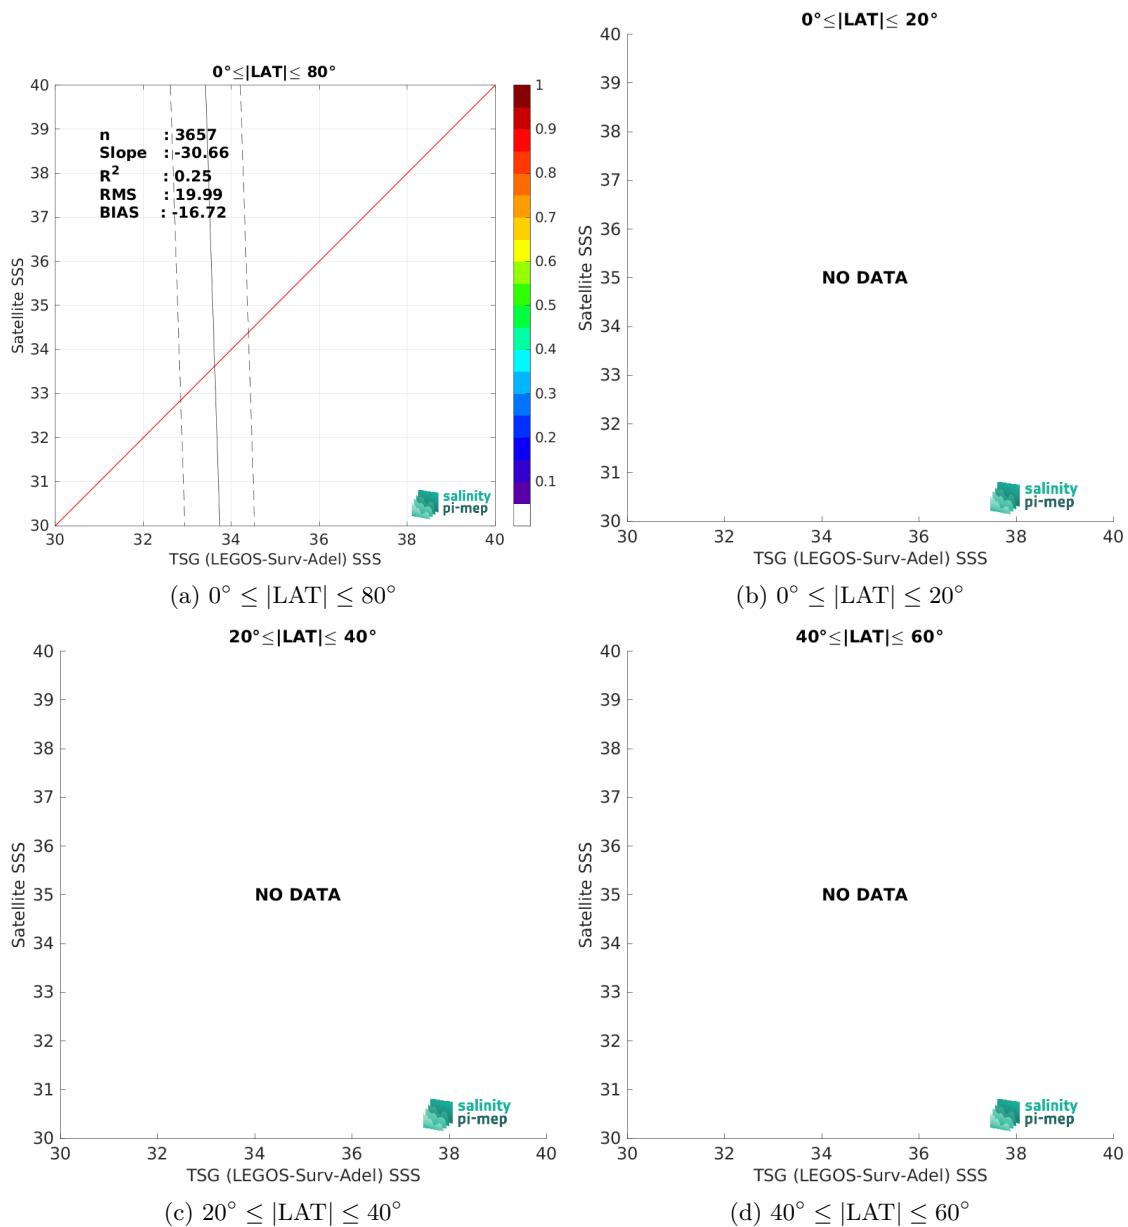 0°≤|LAT|≤ 80°
40
39
38
37
36
35
34
33
32
31
30
Satellite SSS
n : 3657
Slope : -30.66
R² : 0.25
RMS : 19.99
BIAS : -16.72
salinity
pi-mep
30 32 34 36 38 40
TSG (LEGOS-Surv-Adel) SSS
1
0.9
0.8
0.7
0.6
0.5
0.4
0.3
0.2
0.1
(a) 0° ≤ |LAT| ≤ 80°
0°≤|LAT|≤ 20°
40
39
38
37
36
35
34
33
32
31
30
Satellite SSS
NO DATA
salinity
pi-mep
30 32 34 36 38 40
TSG (LEGOS-Surv-Adel) SSS
(b) 0° ≤ |LAT| ≤ 20°
20°≤|LAT|≤ 40°
40
39
38
37
36
35
34
33
32
31
30
Satellite SSS
NO DATA
salinity
pi-mep
30 32 34 36 38 40
TSG (LEGOS-Surv-Adel) SSS
(c) 20° ≤ |LAT| ≤ 40°
40°≤|LAT|≤ 60°
40
39
38
37
36
35
34
33
32
31
30
Satellite SSS
NO DATA
salinity
pi-mep
30 32 34 36 38 40
TSG (LEGOS-Surv-Adel) SSS
(d) 40° ≤ |LAT| ≤ 60°